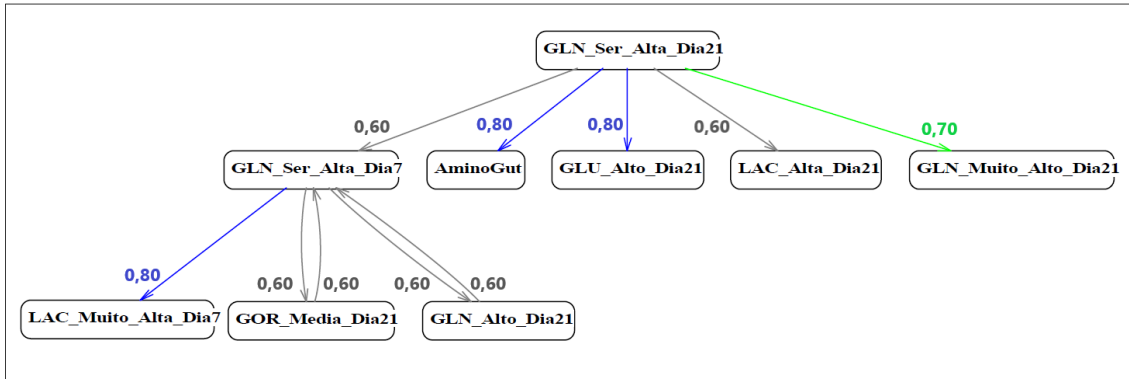 GLN_Ser_Alta_Dia21
0,60
0,80
0,80
0,60
0,70
GLN_Ser_Alta_Dia7
AminoGut
GLU_Alto_Dia21
LAC_Alta_Dia21
GLN_Muito_Alto_Dia21
0,80
0,60
0,60
0,60
0,60
LAC_Muito_Alta_Dia7
GOR_Media_Dia21
GLN_Alto_Dia21